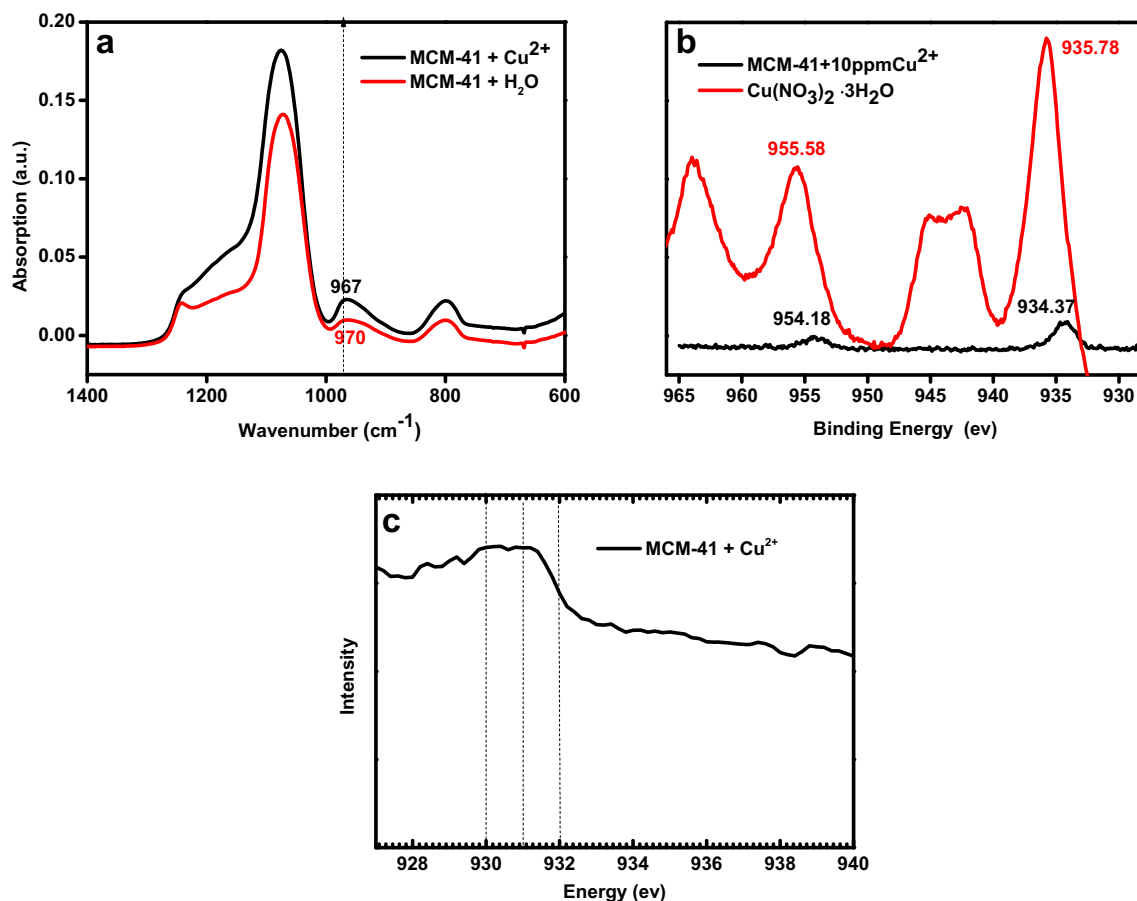 a
MCM-41 + Cu²⁺
MCM-41 + H₂O
967
970
0.20
0.15
0.10
0.05
0.00
Absorption (a.u.)
1400 1200 1000 800 600
Wavenumber (cm⁻¹)
b
MCM-41+10ppmCu²⁺
Cu(NO₃)₂ ·3H₂O
935.78
955.58
954.18
934.37
965 960 955 950 945 940 935 930
Binding Energy (ev)
c
MCM-41 + Cu²⁺
Intensity
928 930 931 932 934 936 938 940
Energy (ev)